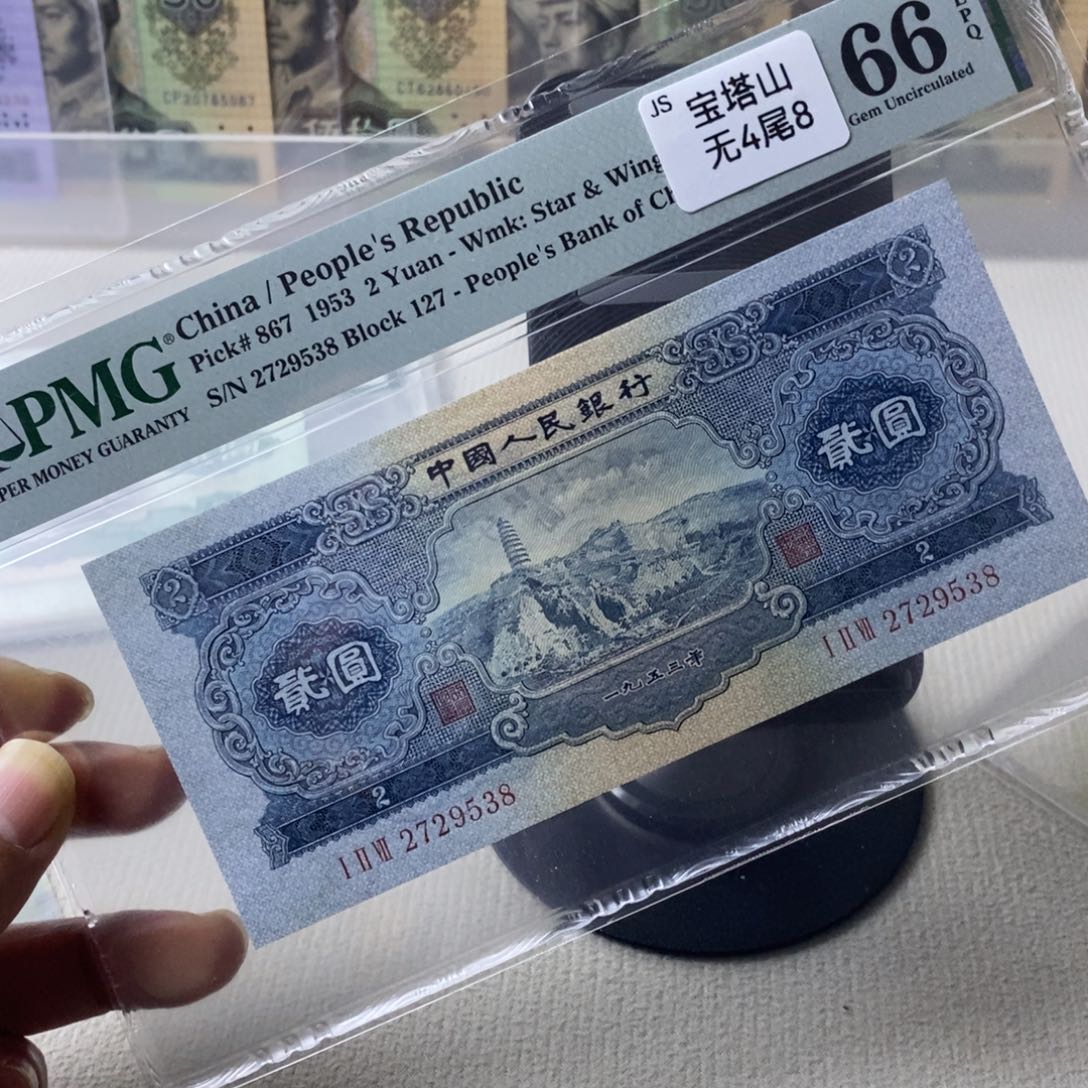 CP20785087
JS 宝塔山
无4尾8
66 EPQ
Gem Uncirculated
PMG®
PER MONEY GUARANTY
China / People's Republic
Pick# 867 1953 2 Yuan - Wmk: Star & Wing
S/N 2729538 Block 127 - People's Bank of Ch
2
中國人民銀行
2
貳圓
貳圓
一九五三年
2
2
I II VII 2729538
I II VII 2729538